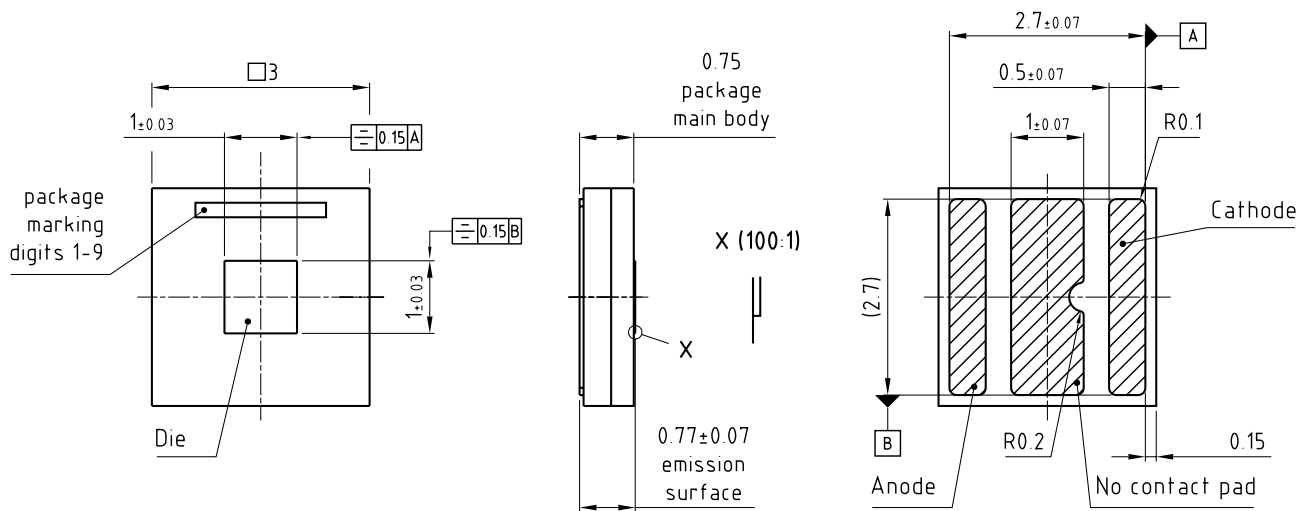 □3
1±0.03
⌯ 0.15 A
package
marking
digits 1-9
⌯ 0.15 B
1±0.03
Die
0.75
package
main body
X (100:1)
X
0.77±0.07
emission
surface
2.7±0.07
A
0.5±0.07
1±0.07
R0.1
Cathode
(2.7)
B
R0.2
0.15
Anode
No contact pad